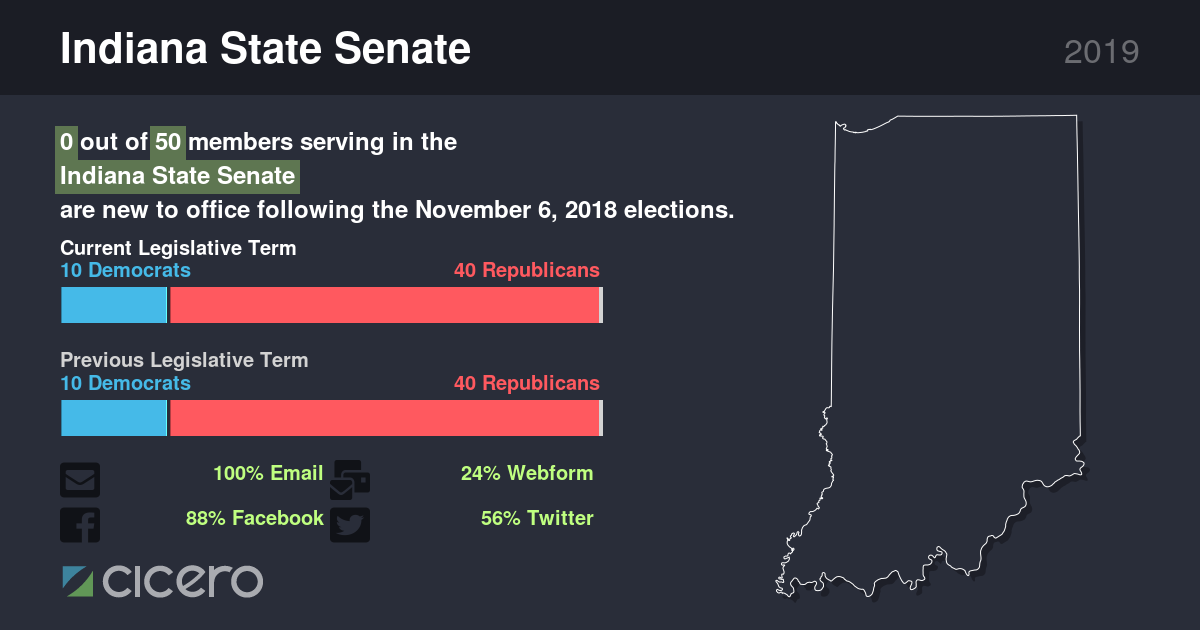 Indiana State Senate
2019
0 out of 50 members serving in the
Indiana State Senate
are new to office following the November 6, 2018 elections.
Current Legislative Term
10 Democrats 40 Republicans
Previous Legislative Term
10 Democrats 40 Republicans
100% Email 24% Webform
88% Facebook 56% Twitter
cicero